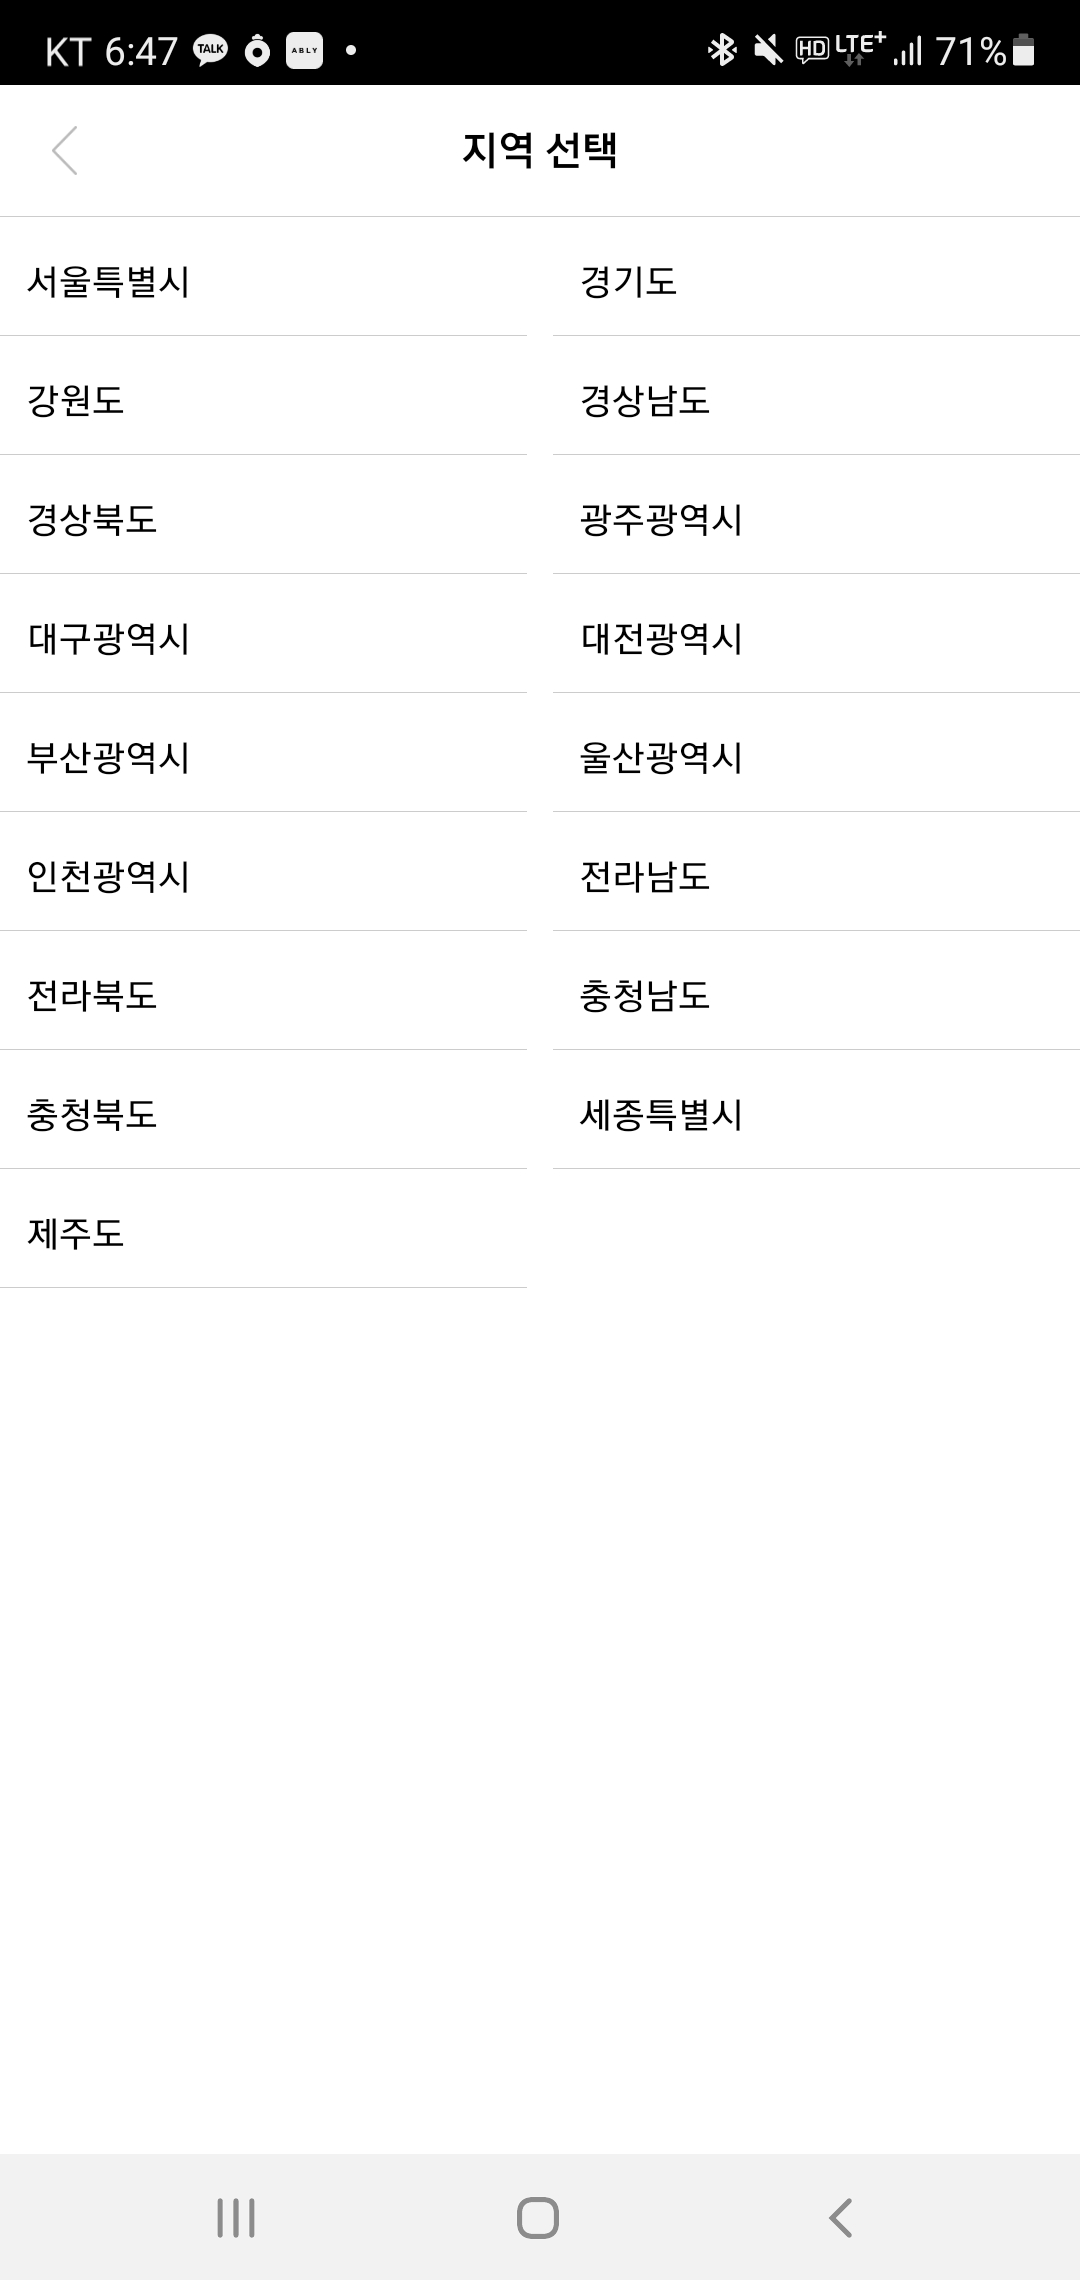 KT 6:47 TALK ABLY HD LTE+ 71%
지역 선택
서울특별시 경기도
강원도 경상남도
경상북도 광주광역시
대구광역시 대전광역시
부산광역시 울산광역시
인천광역시 전라남도
전라북도 충청남도
충청북도 세종특별시
제주도